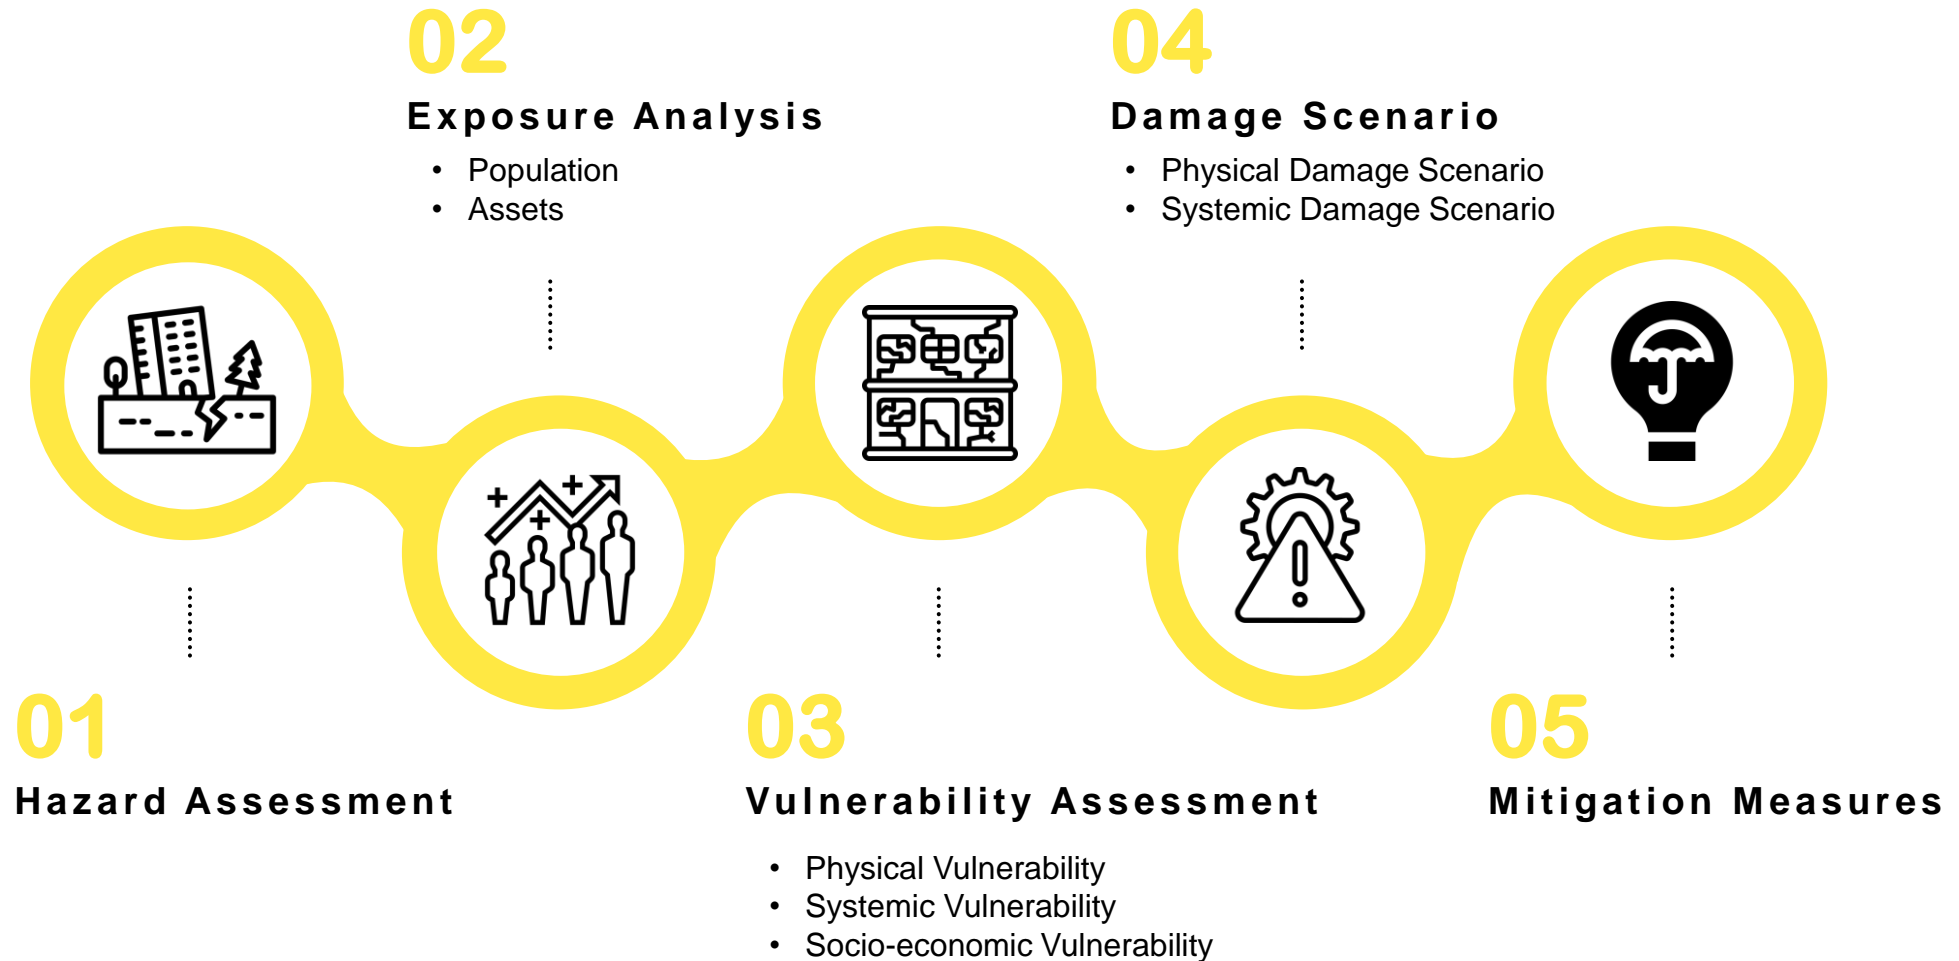 02
Exposure Analysis
• Population
• Assets
04
Damage Scenario
• Physical Damage Scenario
• Systemic Damage Scenario
01
Hazard Assessment
03
Vulnerability Assessment
• Physical Vulnerability
• Systemic Vulnerability
• Socio-economic Vulnerability
05
Mitigation Measures